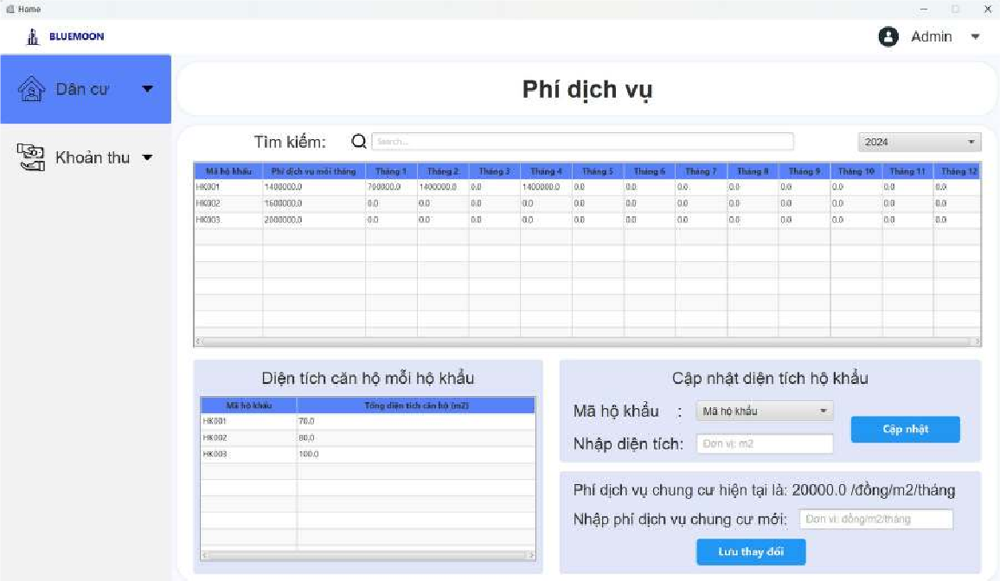 Home
BLUEMOON
Admin
Dân cư
Khoản thu
Phí dịch vụ
Tìm kiếm:
Search...
2024
Mã hộ khẩu Phí dịch vụ mỗi tháng Tháng 1 Tháng 2 Tháng 3 Tháng 4 Tháng 5 Tháng 6 Tháng 7 Tháng 8 Tháng 9 Tháng 10 Tháng 11 Tháng 12
HK001 1400000.0 700000.0 1400000.0 0.0 1400000.0 0.0 0.0 0.0 0.0 0.0 0.0 0.0 0.0
HK002 1600000.0 0.0 0.0 0.0 0.0 0.0 0.0 0.0 0.0 0.0 0.0 0.0 0.0
HK003 2000000.0 0.0 0.0 0.0 0.0 0.0 0.0 0.0 0.0 0.0 0.0 0.0 0.0
Diện tích căn hộ mỗi hộ khẩu
Mã hộ khẩu Tổng diện tích căn hộ (m2)
HK001 70.0
HK002 80.0
HK003 100.0
Cập nhật diện tích hộ khẩu
Mã hộ khẩu : Mã hộ khẩu
Nhập diện tích: Đơn vị: m2
Cập nhật
Phí dịch vụ chung cư hiện tại là: 20000.0 /đồng/m2/tháng
Nhập phí dịch vụ chung cư mới: Đơn vị: đồng/m2/tháng
Lưu thay đổi